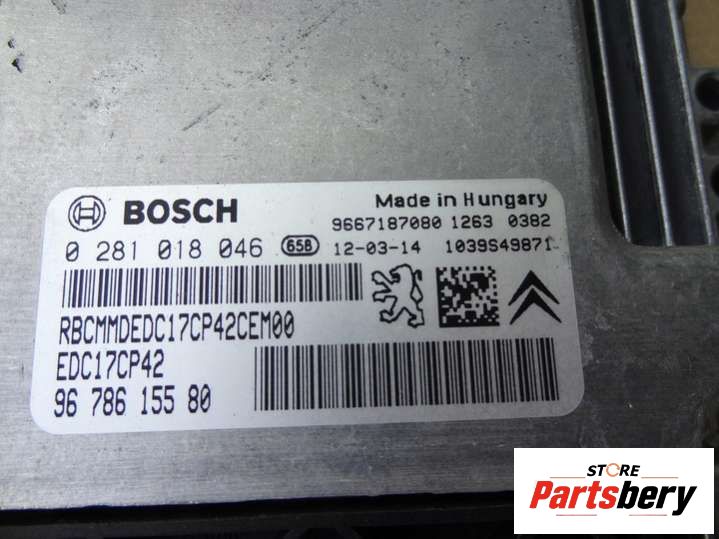 BOSCH
Made in Hungary
9667187080 1263 0382
0 281 018 046 658 12-03-14 1039S49871
RBCMMDEDC17CP42CEM00
EDC17CP42
96 786 155 80
STORE
Partsbery